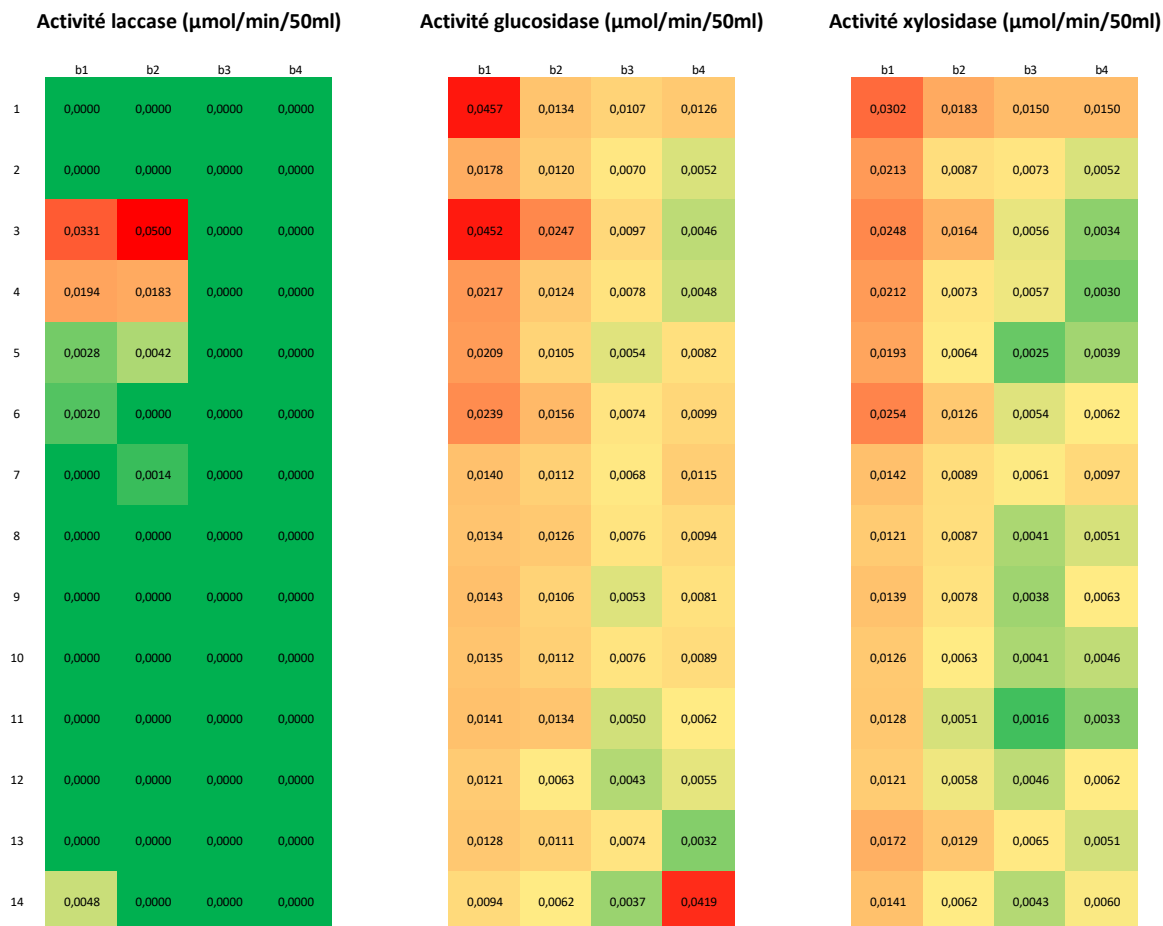 Activité laccase (µmol/min/50ml) Activité glucosidase (µmol/min/50ml) Activité xylosidase (µmol/min/50ml)
b1 b2 b3 b4 b1 b2 b3 b4 b1 b2 b3 b4
1 0,0000 0,0000 0,0000 0,0000 0,0457 0,0134 0,0107 0,0126 0,0302 0,0183 0,0150 0,0150
2 0,0000 0,0000 0,0000 0,0000 0,0178 0,0120 0,0070 0,0052 0,0213 0,0087 0,0073 0,0052
3 0,0331 0,0500 0,0000 0,0000 0,0452 0,0247 0,0097 0,0046 0,0248 0,0164 0,0056 0,0034
4 0,0194 0,0183 0,0000 0,0000 0,0217 0,0124 0,0078 0,0048 0,0212 0,0073 0,0057 0,0030
5 0,0028 0,0042 0,0000 0,0000 0,0209 0,0105 0,0054 0,0082 0,0193 0,0064 0,0025 0,0039
6 0,0020 0,0000 0,0000 0,0000 0,0239 0,0156 0,0074 0,0099 0,0254 0,0126 0,0054 0,0062
7 0,0000 0,0014 0,0000 0,0000 0,0140 0,0112 0,0068 0,0115 0,0142 0,0089 0,0061 0,0097
8 0,0000 0,0000 0,0000 0,0000 0,0134 0,0126 0,0076 0,0094 0,0121 0,0087 0,0041 0,0051
9 0,0000 0,0000 0,0000 0,0000 0,0143 0,0106 0,0053 0,0081 0,0139 0,0078 0,0038 0,0063
10 0,0000 0,0000 0,0000 0,0000 0,0135 0,0112 0,0076 0,0089 0,0126 0,0063 0,0041 0,0046
11 0,0000 0,0000 0,0000 0,0000 0,0141 0,0134 0,0050 0,0062 0,0128 0,0051 0,0016 0,0033
12 0,0000 0,0000 0,0000 0,0000 0,0121 0,0063 0,0043 0,0055 0,0121 0,0058 0,0046 0,0062
13 0,0000 0,0000 0,0000 0,0000 0,0128 0,0111 0,0074 0,0032 0,0172 0,0129 0,0065 0,0051
14 0,0048 0,0000 0,0000 0,0000 0,0094 0,0062 0,0037 0,0419 0,0141 0,0062 0,0043 0,0060